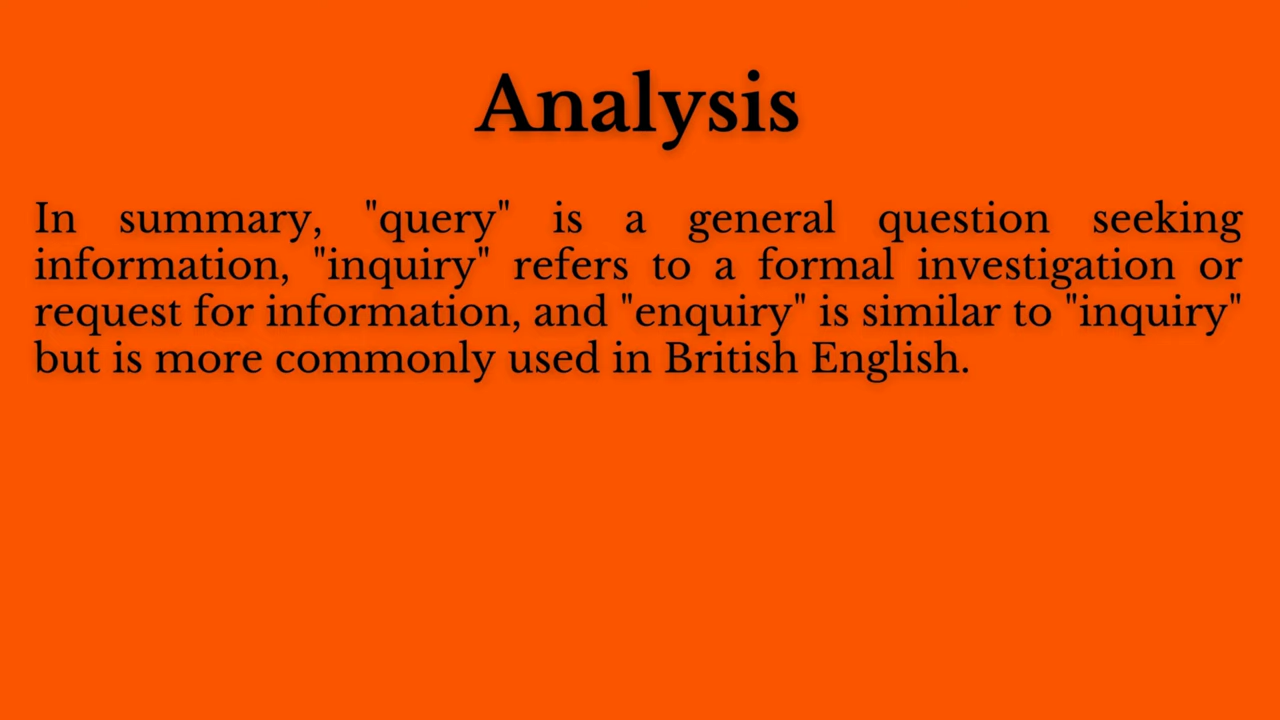 Analysis
In summary, "query" is a general question seeking
information, "inquiry" refers to a formal investigation or
request for information, and "enquiry" is similar to "inquiry"
but is more commonly used in British English.